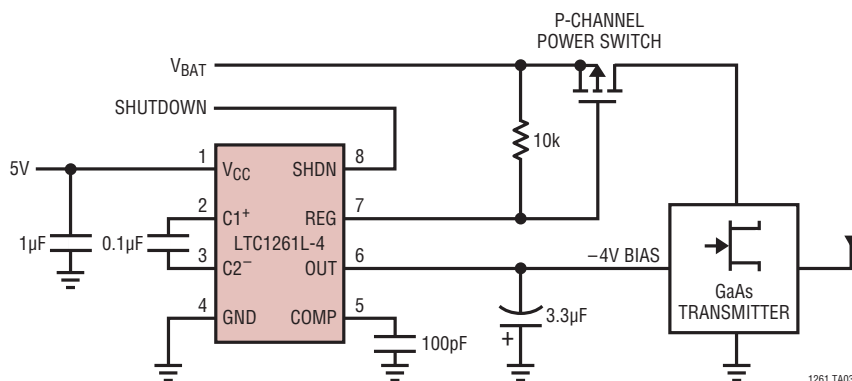 P-CHANNEL
POWER SWITCH
VBAT
SHUTDOWN
10k
5V
1
VCC
SHDN
8
2
C1+
REG
7
1µF
0.1µF
LTC1261L-4
3
C2−
OUT
6
−4V BIAS
4
GND
COMP
5
3.3µF
+
100pF
GaAs
TRANSMITTER
1261 TA03